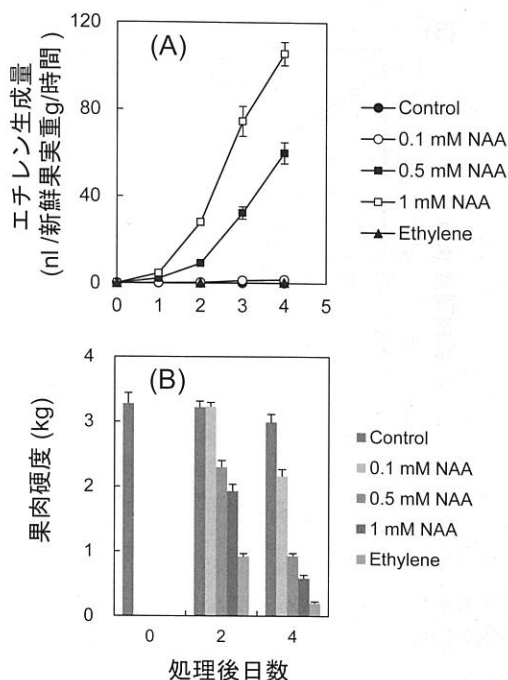 (A)
エチレン生成量
(nl /新鮮果実重g/時間 )
120
80
40
0
0 1 2 3 4 5
Control
0.1 mM NAA
0.5 mM NAA
1 mM NAA
Ethylene
(B)
果肉硬度 (kg)
4
3
2
1
0
0 2 4
処理後日数
Control
0.1 mM NAA
0.5 mM NAA
1 mM NAA
Ethylene